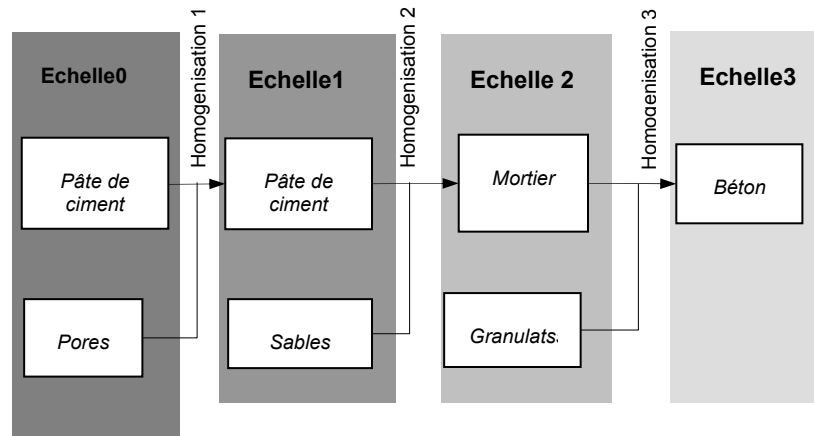 Echelle0
Homogenisation 1
Echelle1
Homogenisation 2
Echelle 2
Homogenisation 3
Echelle3
Pâte de
ciment
Pâte de
ciment
Mortier
Béton
Pores
Sables
Granulats